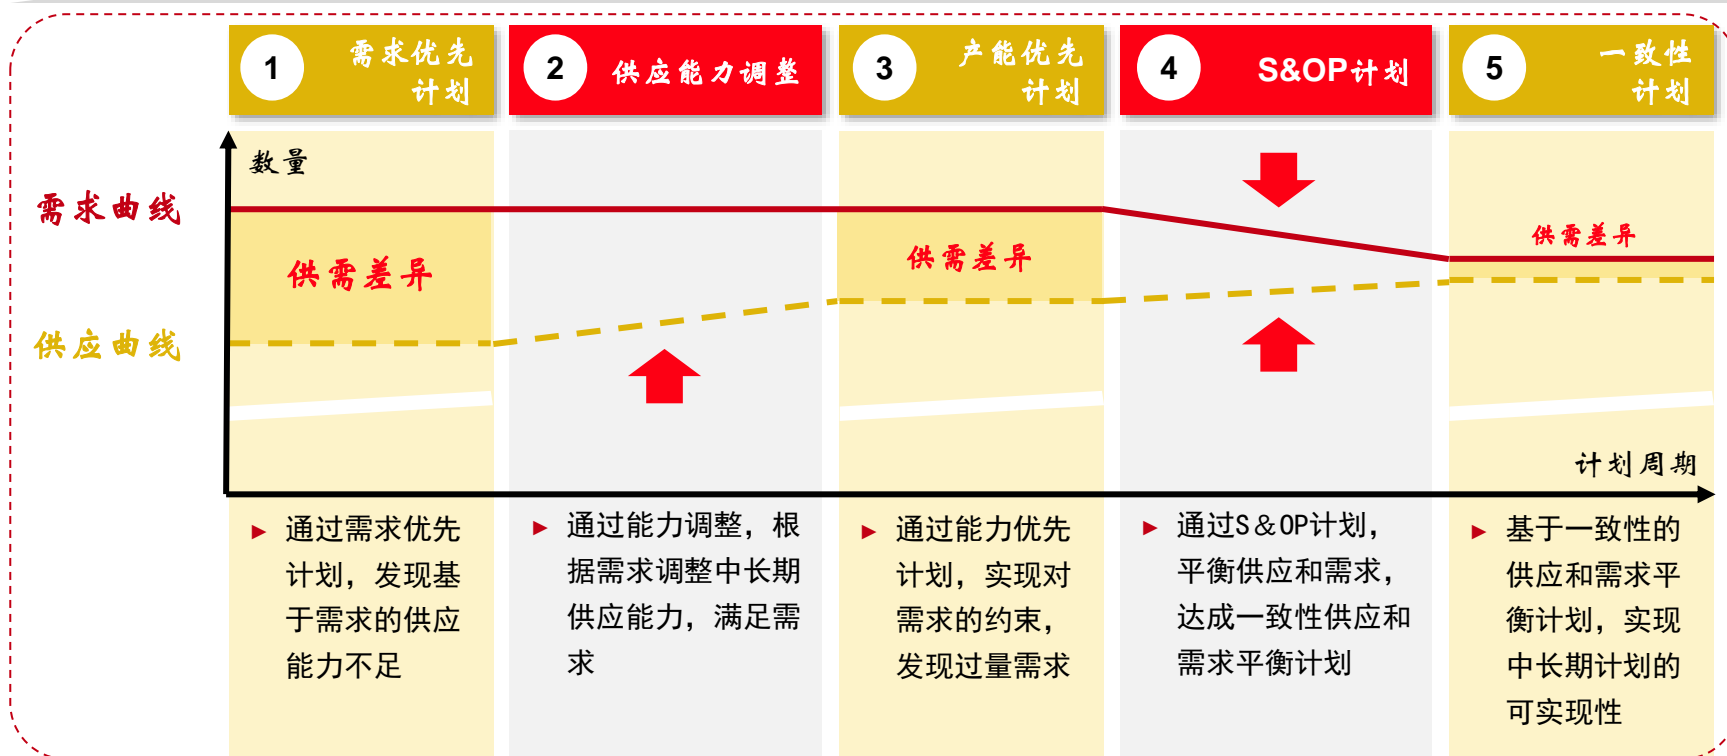 1
需求优先
计划
2
供应能力调整
3
产能优先
计划
4
S&OP计划
5
一致性
计划
数量
需求曲线
供需差异
供需差异
供需差异
供应曲线
计划周期
► 通过需求优先
计划，发现基
于需求的供应
能力不足
► 通过能力调整，根
据需求调整中长期
供应能力，满足需
求
► 通过能力优先
计划，实现对
需求的约束，
发现过量需求
► 通过S＆OP计划，
平衡供应和需求，
达成一致性供应和
需求平衡计划
► 基于一致性的
供应和需求平
衡计划，实现
中长期计划的
可实现性